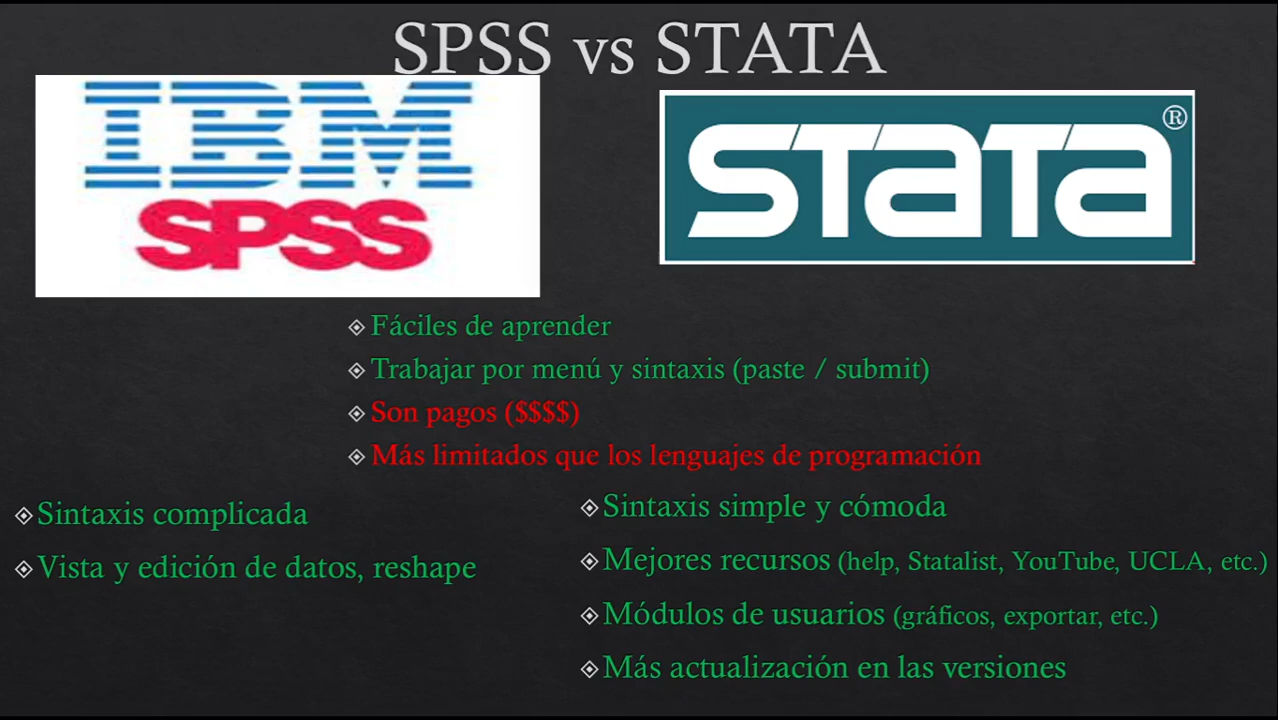 SPSS vs STATA
IBM
SPSS
STATA®
Fáciles de aprender
Trabajar por menú y sintaxis (paste / submit)
Son pagos ($$$$)
Más limitados que los lenguajes de programación
Sintaxis complicada
Vista y edición de datos, reshape
Sintaxis simple y cómoda
Mejores recursos (help, Statalist, YouTube, UCLA, etc.)
Módulos de usuarios (gráficos, exportar, etc.)
Más actualización en las versiones